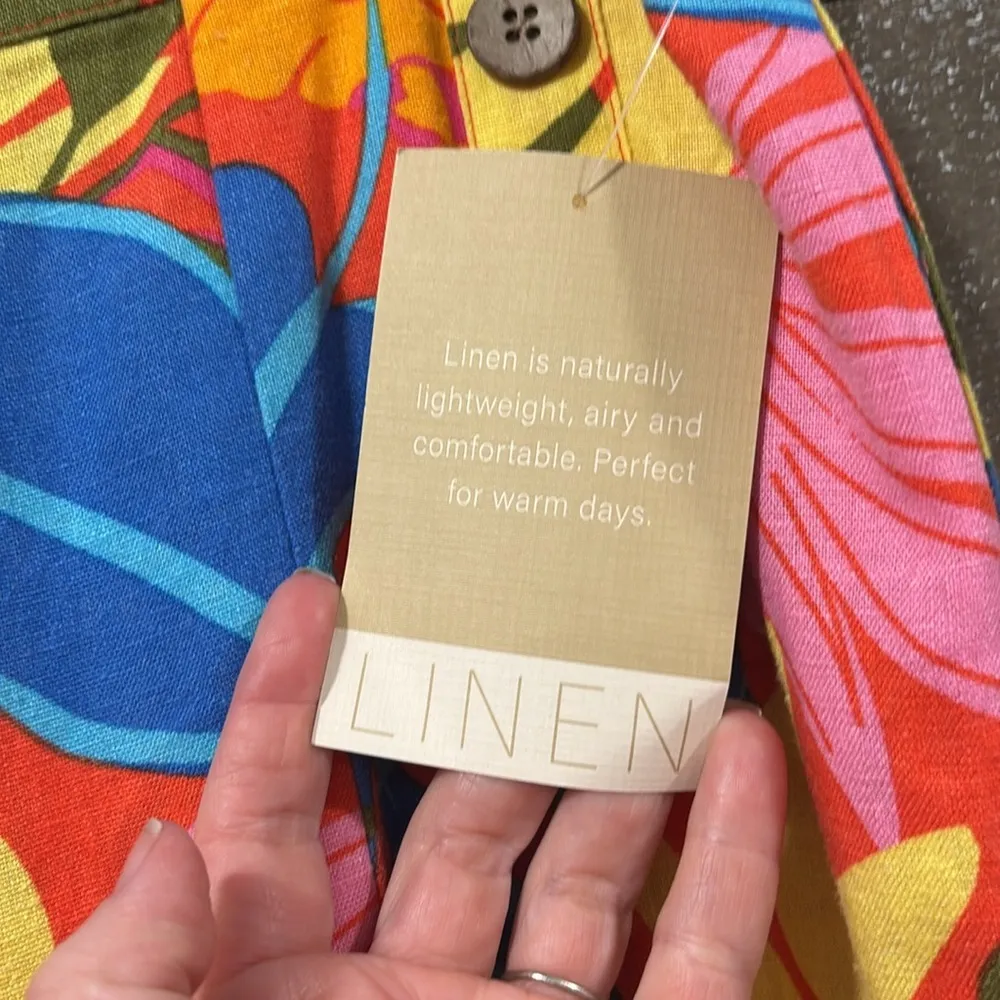 Linen is naturally
lightweight, airy and
comfortable. Perfect
for warm days.
LINEN